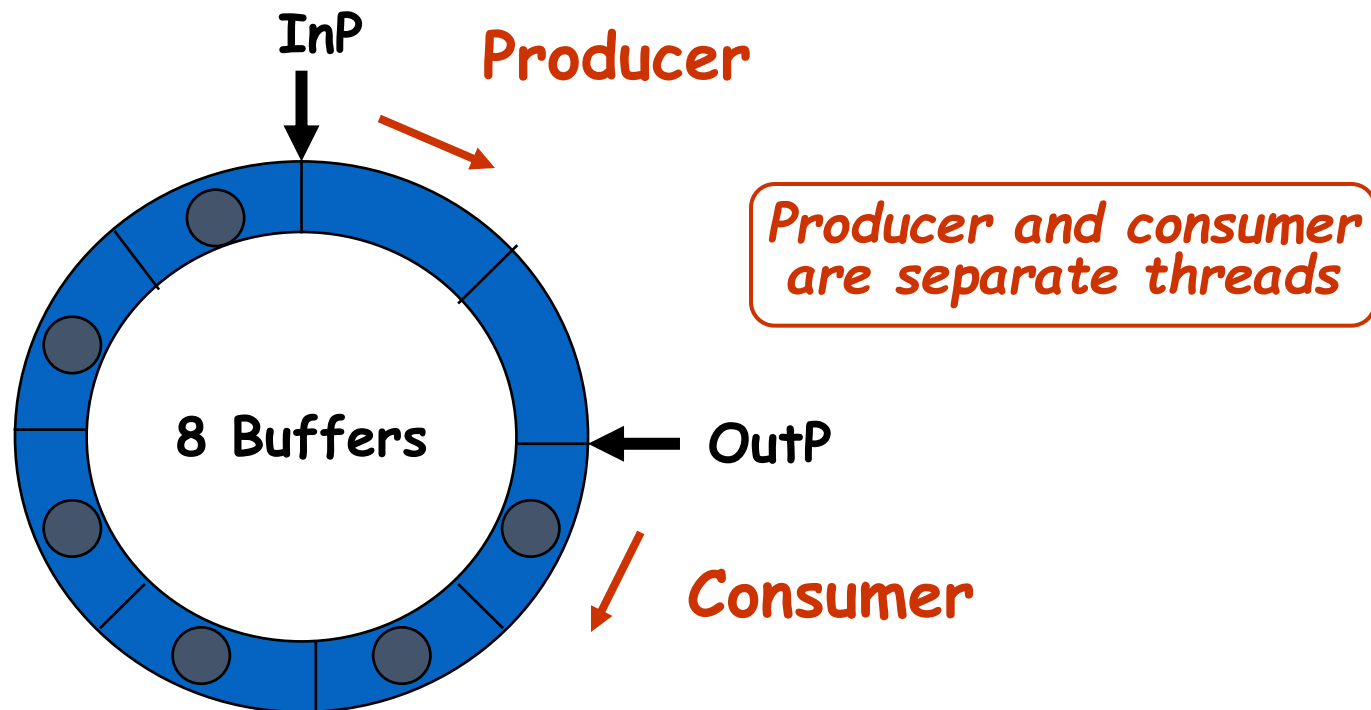 InP
Producer
Producer and consumer
are separate threads
8 Buffers
OutP
Consumer